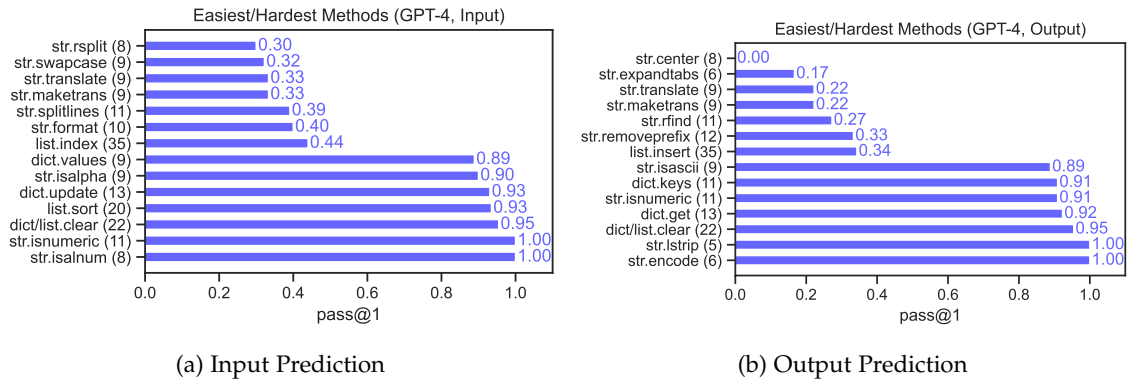 Easiest/Hardest Methods (GPT-4, Input)
str.rsplit (8) 0.30
str.swapcase (9) 0.32
str.translate (9) 0.33
str.maketrans (9) 0.33
str.splitlines (11) 0.39
str.format (10) 0.40
list.index (35) 0.44
dict.values (9) 0.89
str.isalpha (9) 0.90
dict.update (13) 0.93
list.sort (20) 0.93
dict/list.clear (22) 0.95
str.isnumeric (11) 1.00
str.isalnum (8) 1.00
0.0 0.2 0.4 0.6 0.8 1.0
pass@1
(a) Input Prediction
Easiest/Hardest Methods (GPT-4, Output)
str.center (8) 0.00
str.expandtabs (6) 0.17
str.translate (9) 0.22
str.maketrans (9) 0.22
str.rfind (11) 0.27
str.removeprefix (12) 0.33
list.insert (35) 0.34
str.isascii (9) 0.89
dict.keys (11) 0.91
str.isnumeric (11) 0.91
dict.get (13) 0.92
dict/list.clear (22) 0.95
str.lstrip (5) 1.00
str.encode (6) 1.00
0.0 0.2 0.4 0.6 0.8 1.0
pass@1
(b) Output Prediction